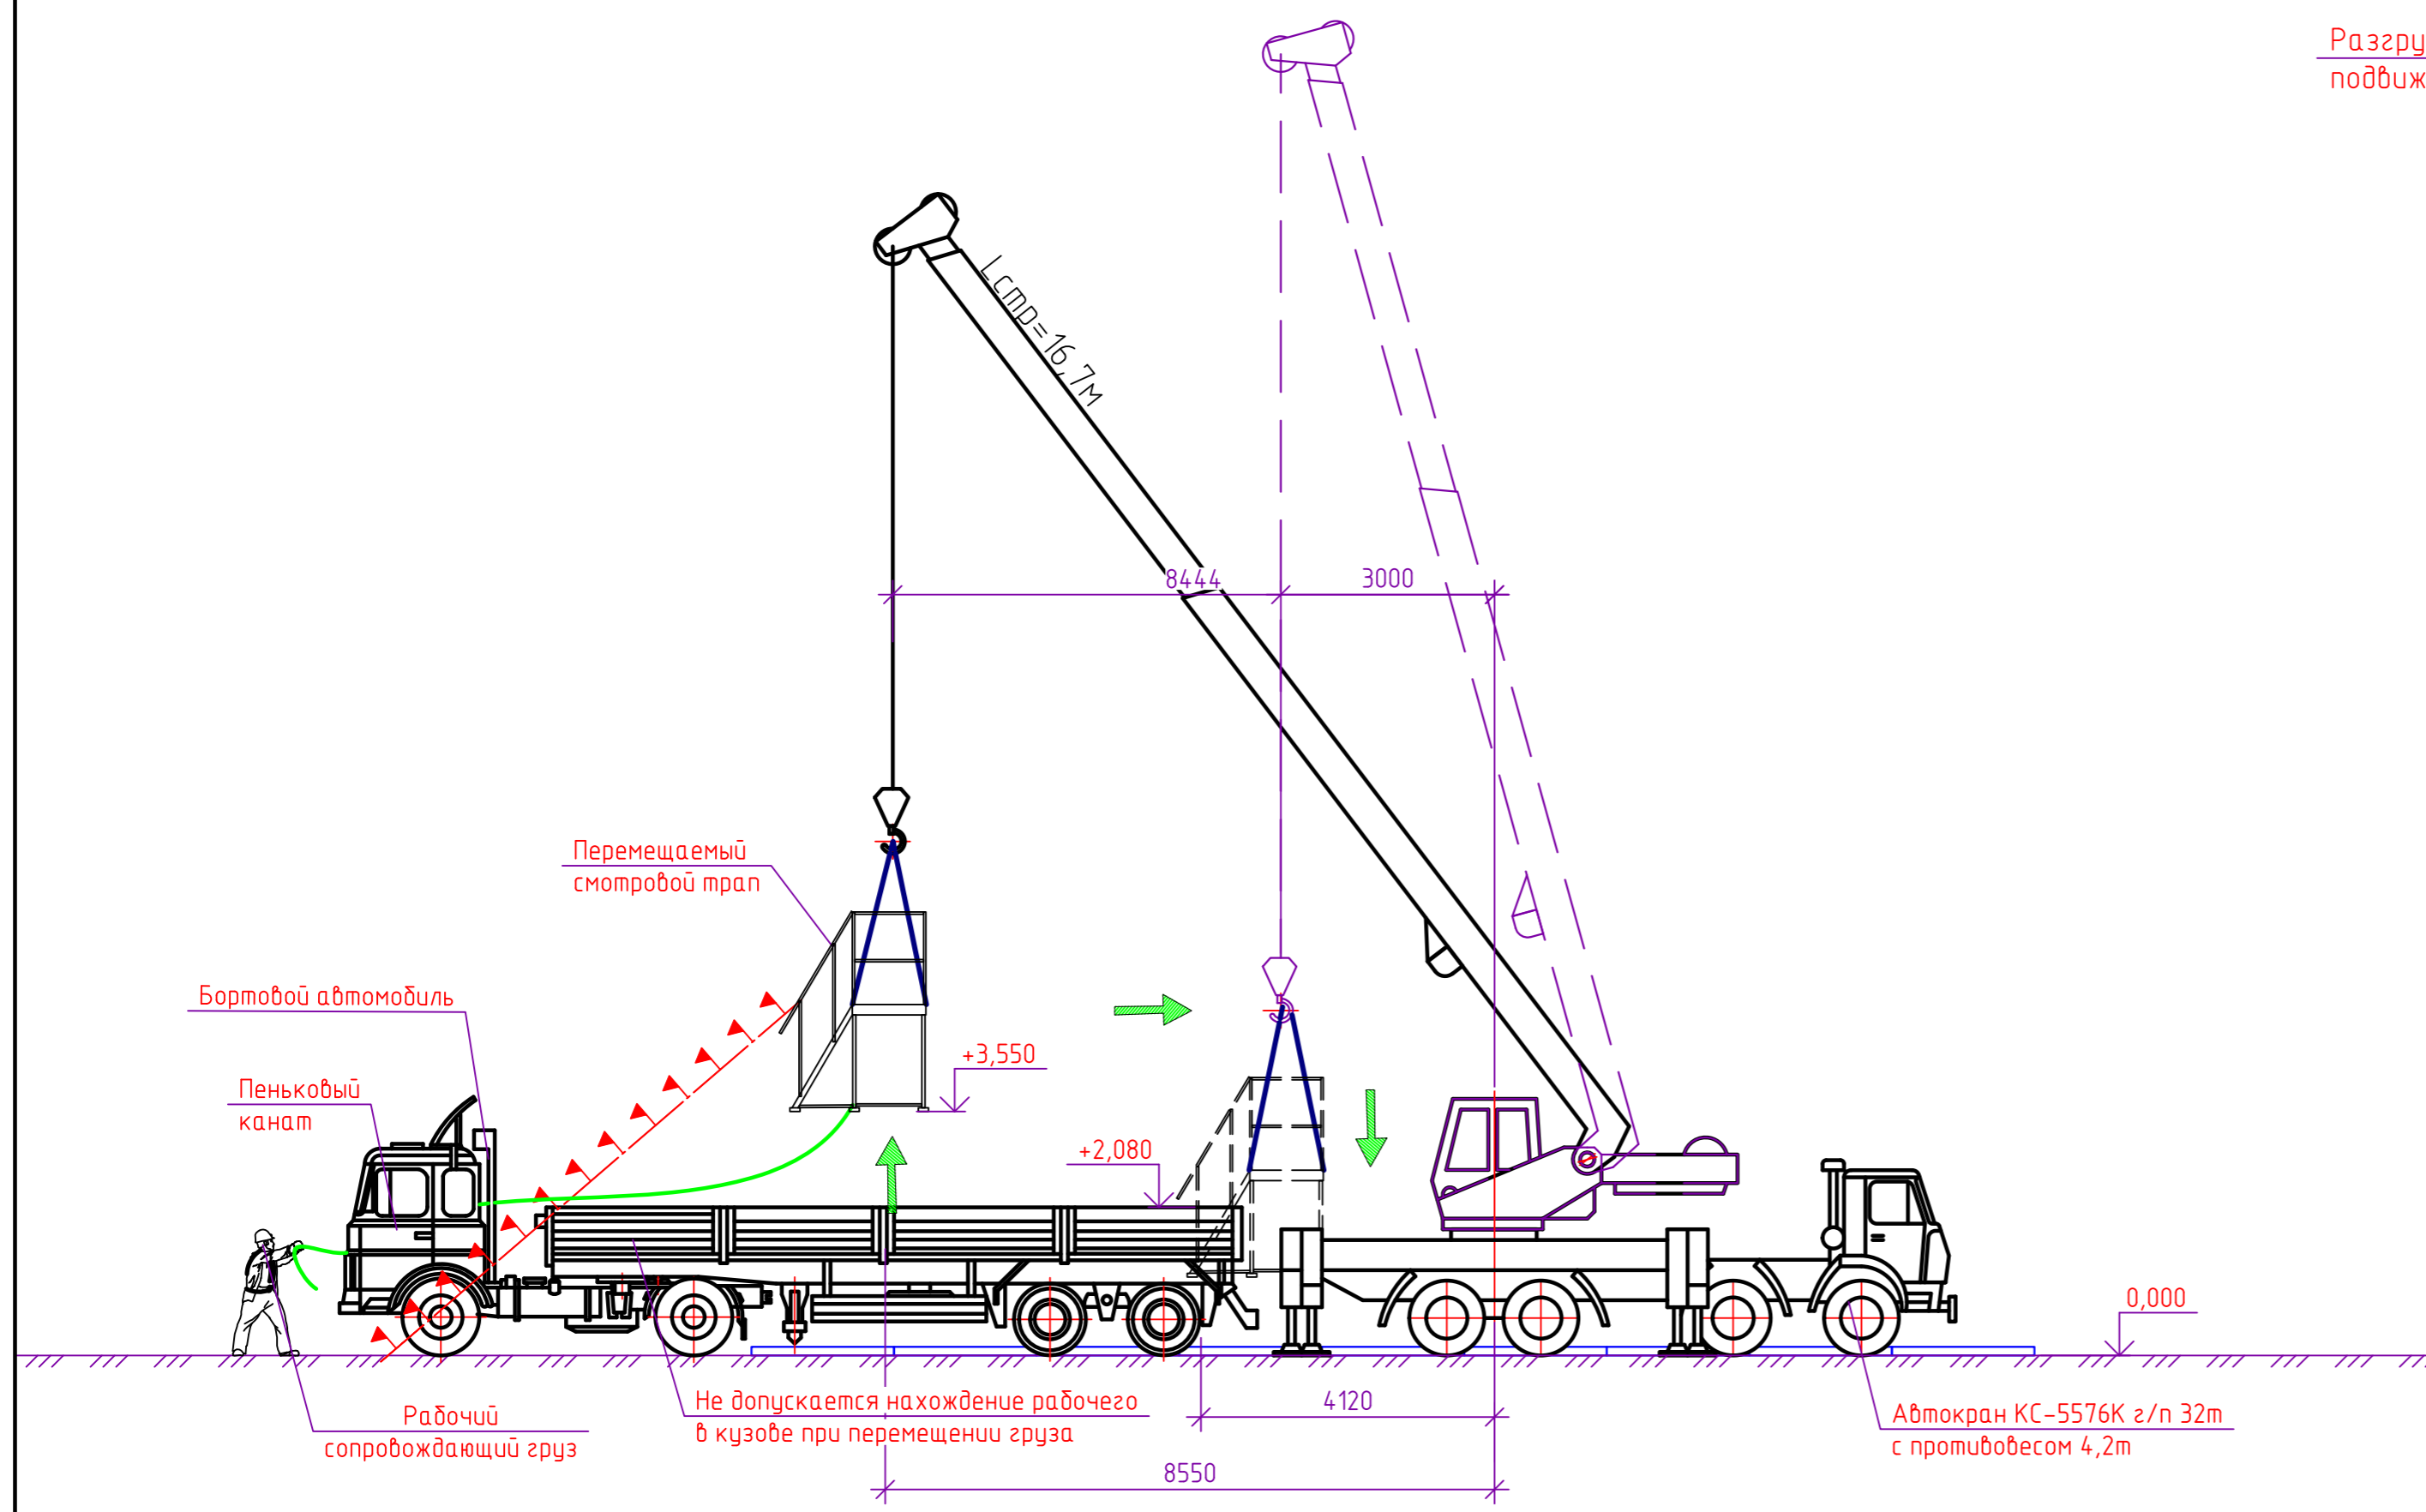 Разгру
подвиж
Lстр=16,7м
8444
3000
Перемещаемый
смотровой трап
Бортовой автомобиль
+3,550
Пеньковый
канат
+2,080
0,000
Не допускается нахождение рабочего
в кузове при перемещении груза
4120
Рабочий
сопровождающий груз
Автокран КС-5576К г/п 32т
с противовесом 4,2т
8550